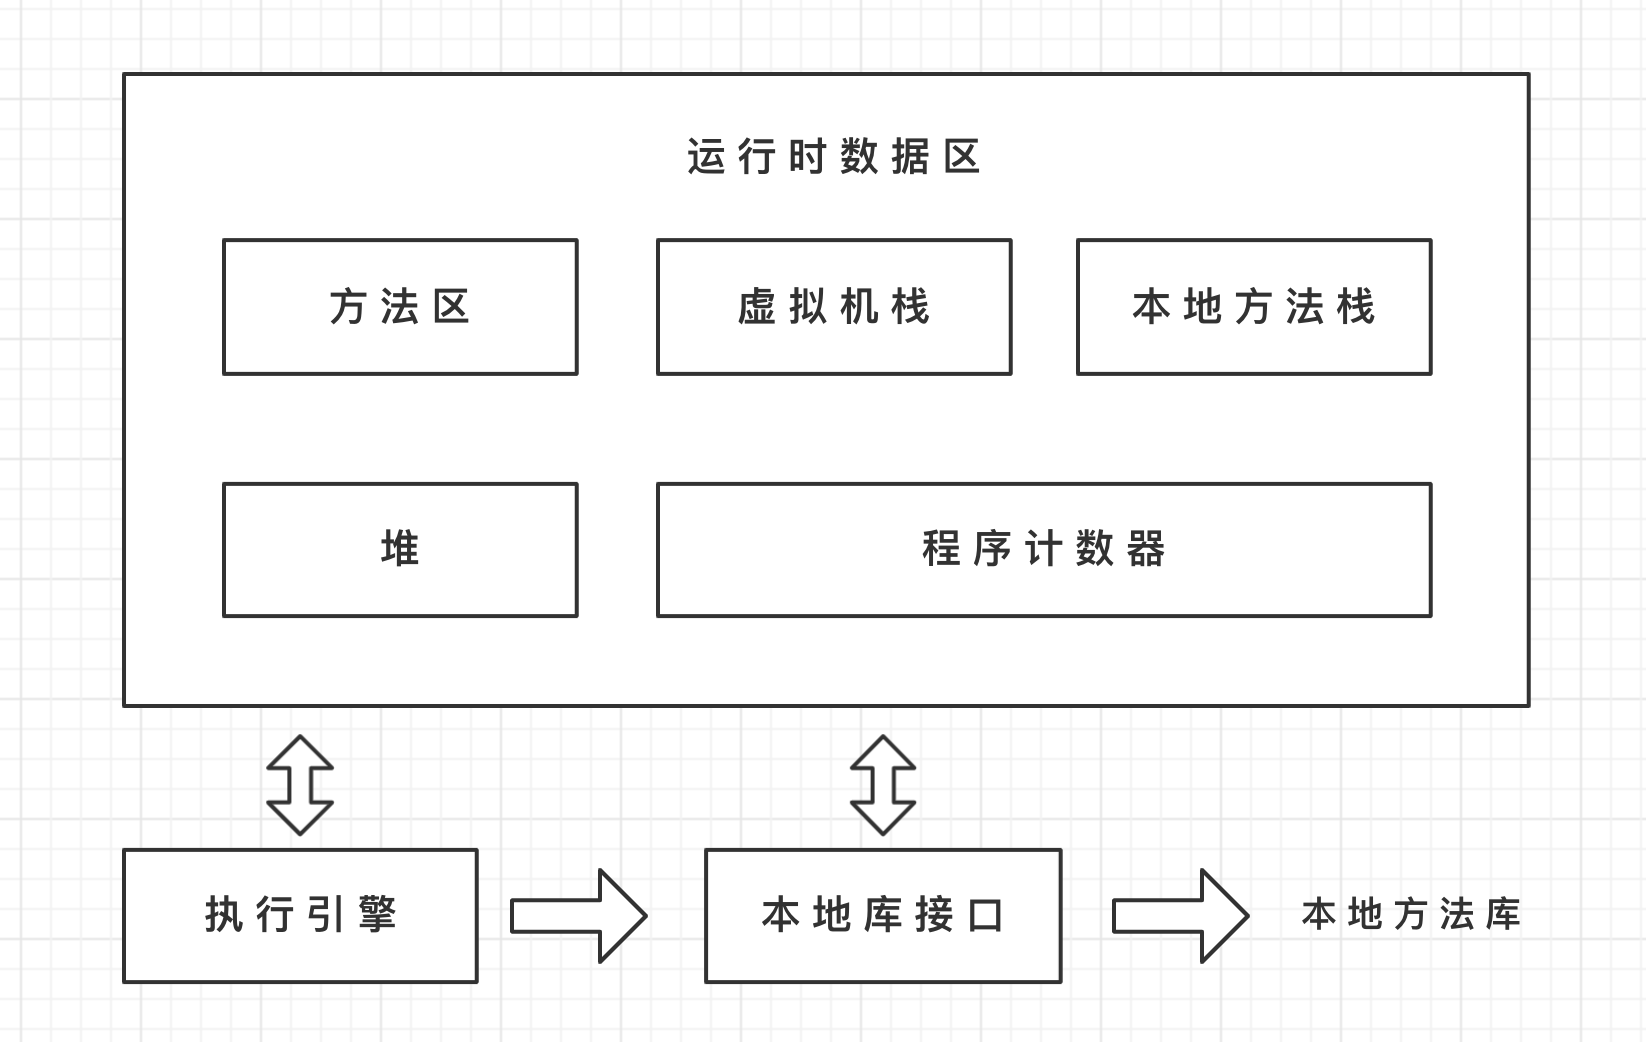 运行时数据区
方法区
虚拟机栈
本地方法栈
堆
程序计数器
执行引擎
本地库接口
本地方法库